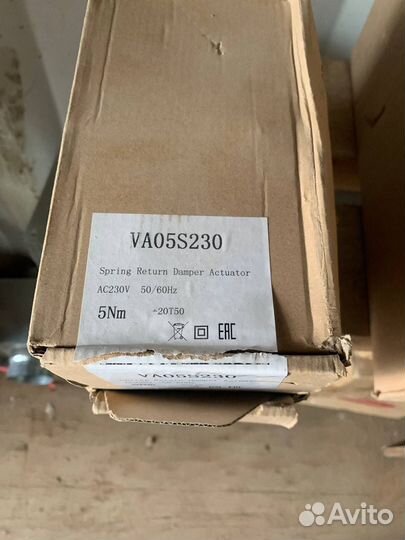 VA05S230
Spring Return Damper Actuator
AC230V 50/60Hz
5Nm -20T50
EAC
VA05S230
Avito